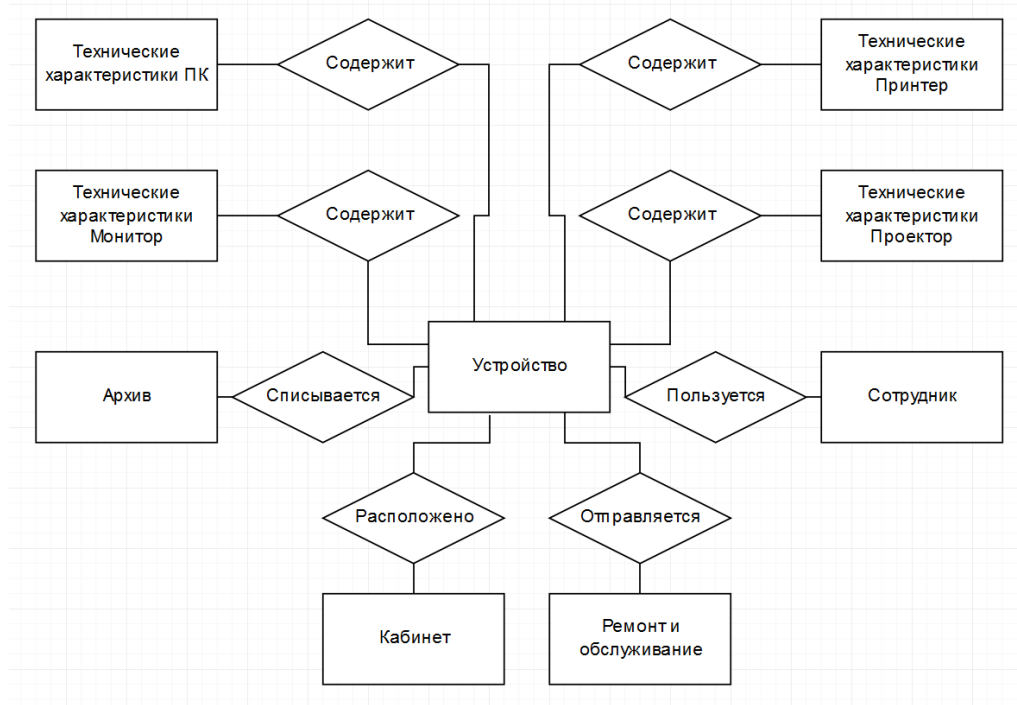 Технические
характеристики ПК
Содержит
Содержит
Технические
характеристики
Принтер
Технические
характеристики
Монитор
Содержит
Содержит
Технические
характеристики
Проектор
Устройство
Архив
Списывается
Пользуется
Сотрудник
Расположено
Отправляется
Кабинет
Ремонт и
обслуживание